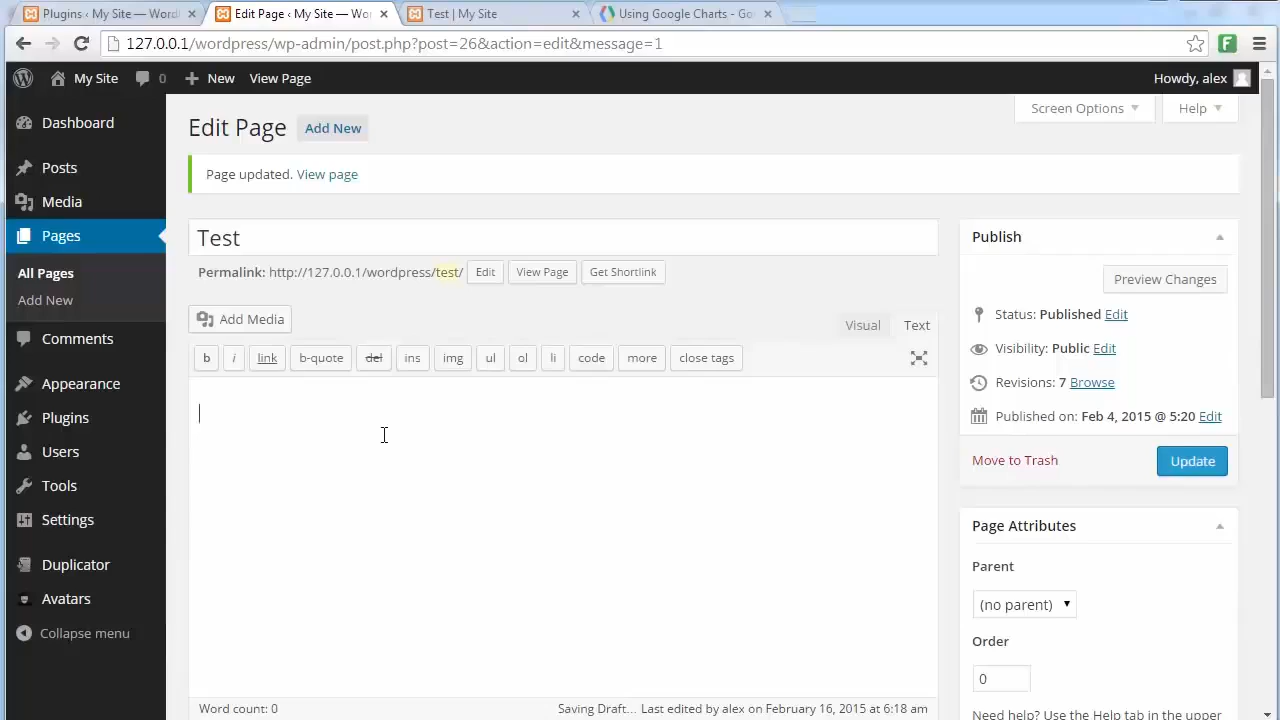 Plugins ‹ My Site — Word
Edit Page ‹ My Site — Wo
Test | My Site
Using Google Charts - Go
127.0.0.1/wordpress/wp-admin/post.php?post=26&action=edit&message=1
My Site
0
New
View Page
Howdy, alex
Dashboard
Posts
Media
Pages
All Pages
Add New
Comments
Appearance
Plugins
Users
Tools
Settings
Duplicator
Avatars
Collapse menu
Screen Options
Help
Edit Page
Add New
Page updated. View page
Test
Permalink: http://127.0.0.1/wordpress/test/
Edit
View Page
Get Shortlink
Add Media
Visual
Text
b
i
link
b-quote
del
ins
img
ul
ol
li
code
more
close tags
Word count: 0
Saving Draft... Last edited by alex on February 16, 2015 at 6:18 am
Publish
Preview Changes
Status: Published Edit
Visibility: Public Edit
Revisions: 7 Browse
Published on: Feb 4, 2015 @ 5:20 Edit
Move to Trash
Update
Page Attributes
Parent
(no parent)
Order
0
Need help? Use the Help tab in the upper